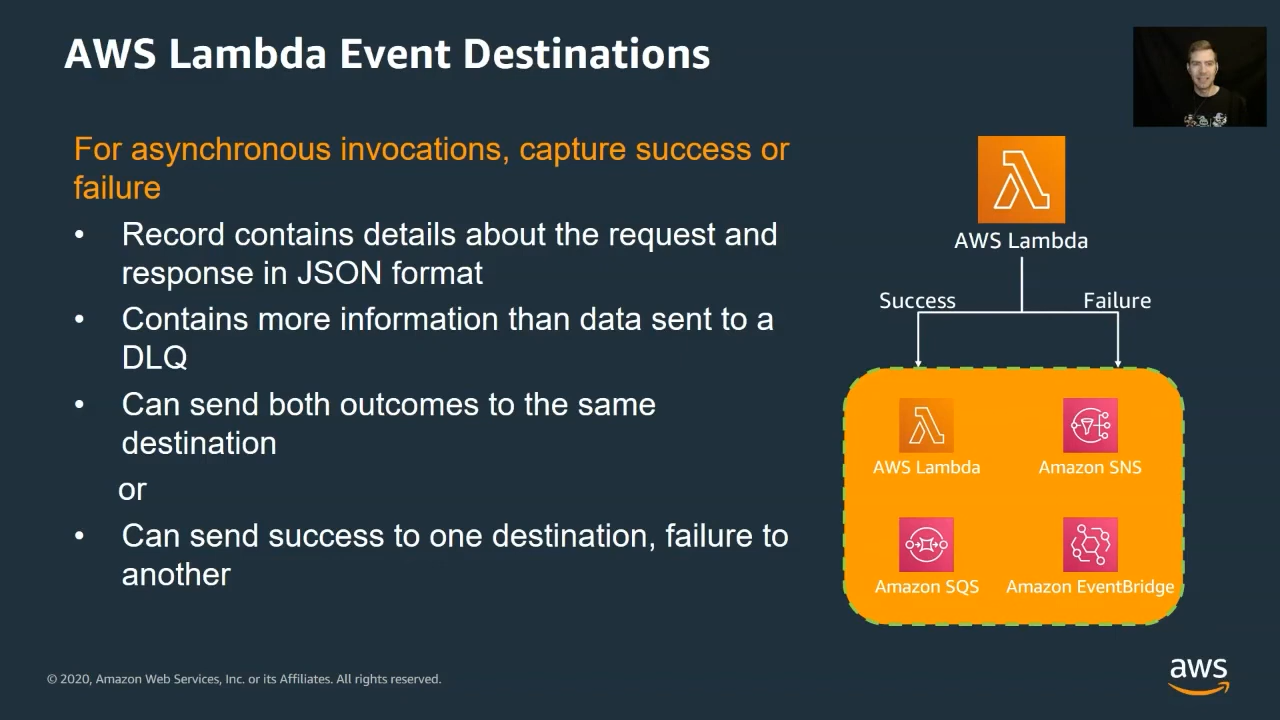 AWS Lambda Event Destinations
For asynchronous invocations, capture success or
failure
• Record contains details about the request and
response in JSON format
• Contains more information than data sent to a
DLQ
• Can send both outcomes to the same
destination
or
• Can send success to one destination, failure to
another
AWS Lambda
Success
Failure
AWS Lambda
Amazon SNS
Amazon SQS
Amazon EventBridge
© 2020, Amazon Web Services, Inc. or its Affiliates. All rights reserved.
aws